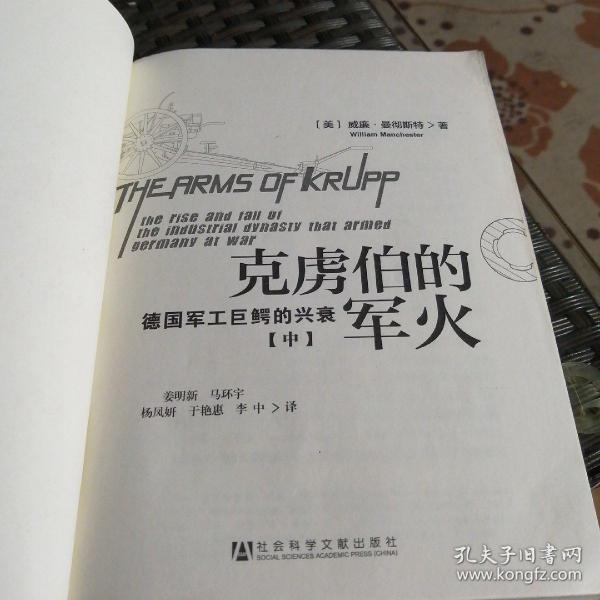 ［美］威廉·曼彻斯特＞著
William Manchester
THE ARMS OF KRUPP
the rise and fall of
the industrial dynasty that armed
germany at war
克虏伯的
军火
德国军工巨鳄的兴衰
【中】
姜明新 马环宇
杨凤妍 于艳惠 李中＞译
社会科学文献出版社
SOCIAL SCIENCES ACADEMIC PRESS (CHINA)
孔夫子旧书网
www.kongfz.com